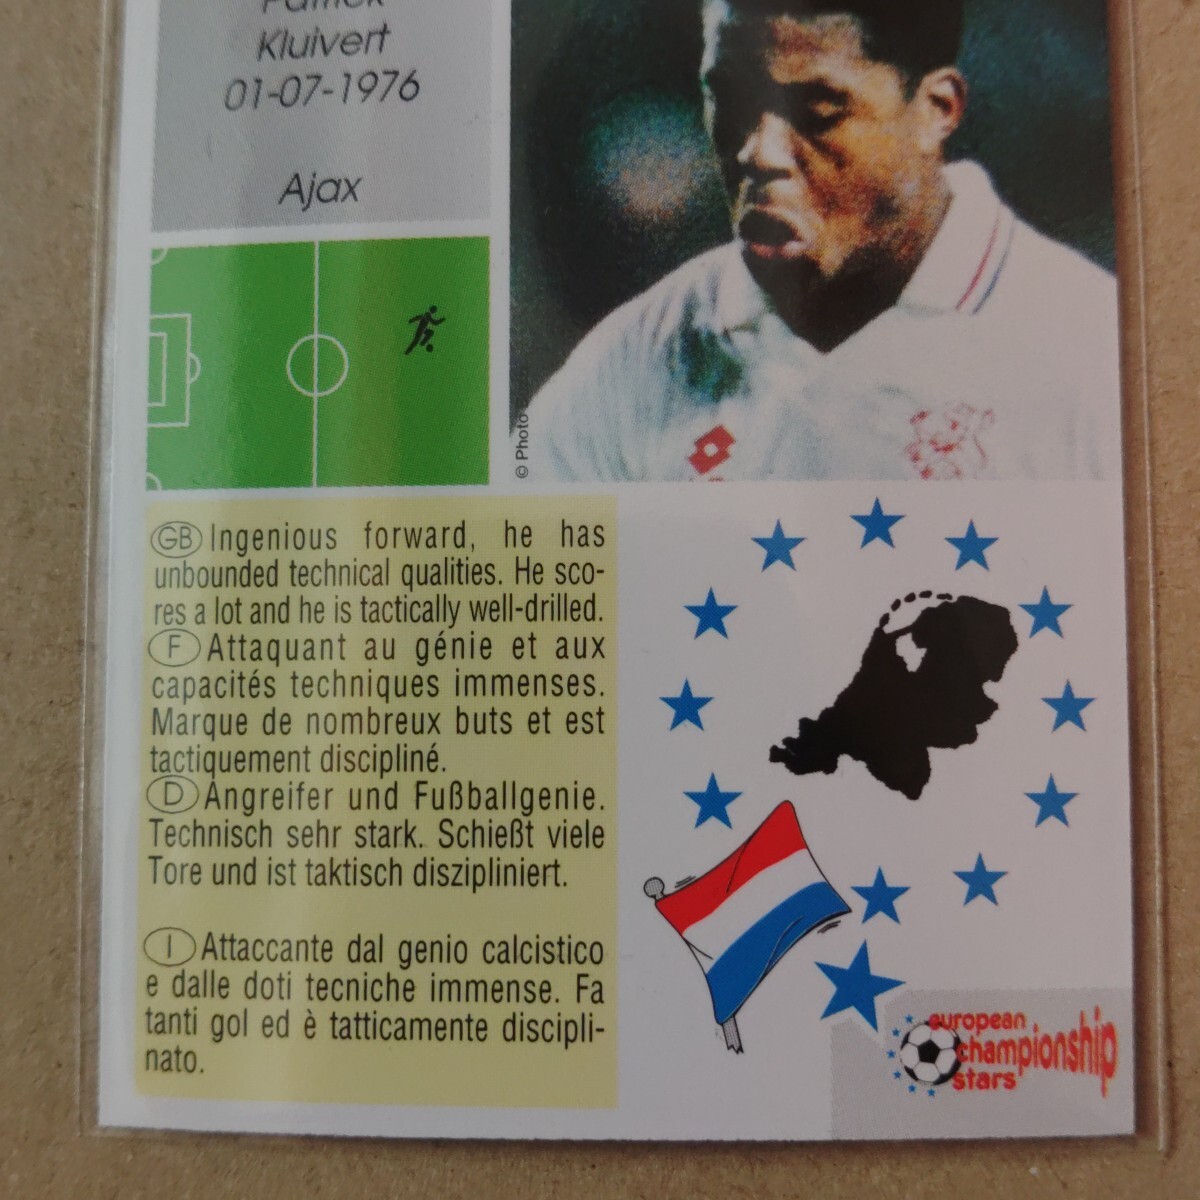 Patrick
Kluivert
01-07-1976
Ajax
© Photo
GB Ingenious forward, he has
unbounded technical qualities. He sco-
res a lot and he is tactically well-drilled.
F Attaquant au génie et aux
capacités techniques immenses.
Marque de nombreux buts et est
tactiquement discipliné.
D Angreifer und Fußballgenie.
Technisch sehr stark. Schießt viele
Tore und ist taktisch diszipliniert.
I Attaccante dal genio calcistico
e dalle doti tecniche immense. Fa
tanti gol ed è tatticamente discipli-
nato.
european
championship
stars